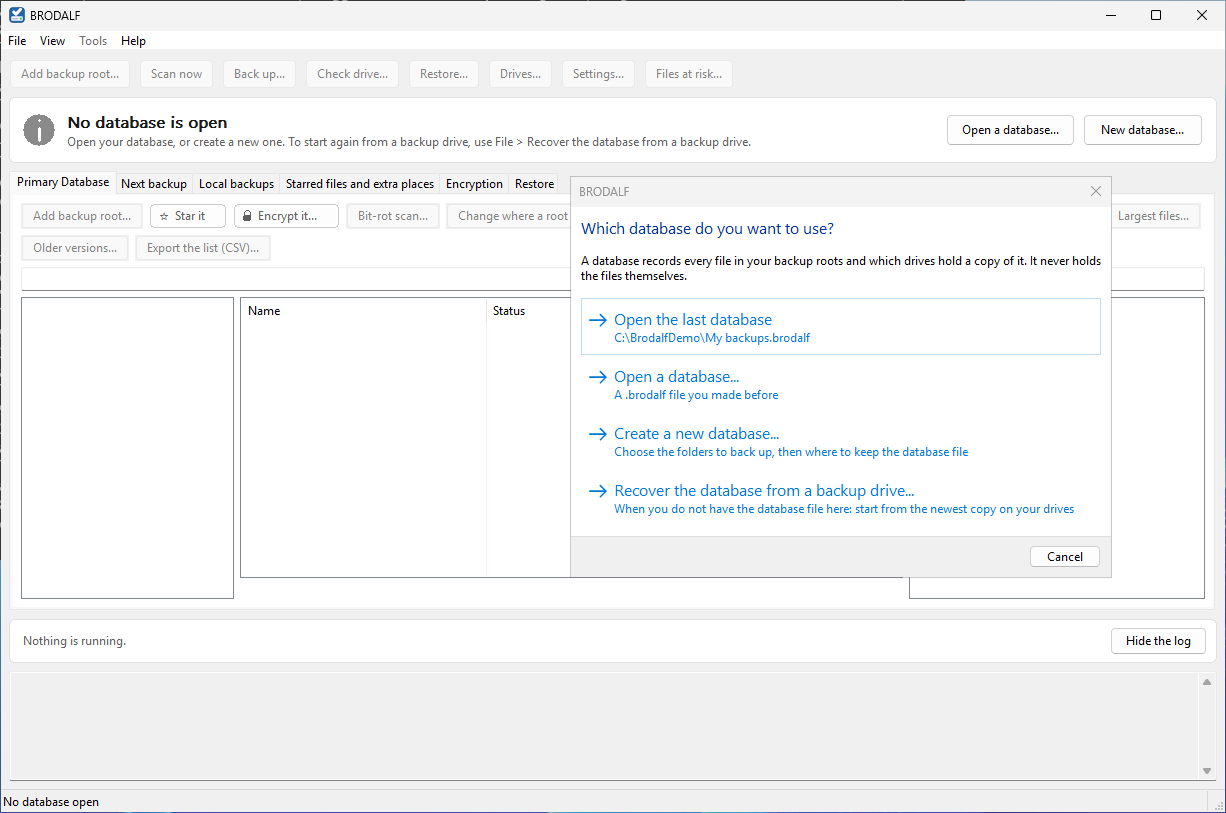 BRODALF
File View Tools Help
Add backup root... Scan now Back up... Check drive... Restore... Drives... Settings... Files at risk...
No database is open
Open your database, or create a new one. To start again from a backup drive, use File > Recover the database from a backup drive.
Open a database... New database...
Primary Database Next backup Local backups Starred files and extra places Encryption Restore
Add backup root... Star it Encrypt it... Bit-rot scan... Change where a root Largest files...
Older versions... Export the list (CSV)...
Name Status
BRODALF
Which database do you want to use?
A database records every file in your backup roots and which drives hold a copy of it. It never holds
the files themselves.
Open the last database
C:\BrodalfDemo\My backups.brodalf
Open a database...
A .brodalf file you made before
Create a new database...
Choose the folders to back up, then where to keep the database file
Recover the database from a backup drive...
When you do not have the database file here: start from the newest copy on your drives
Cancel
Nothing is running.
Hide the log
No database open